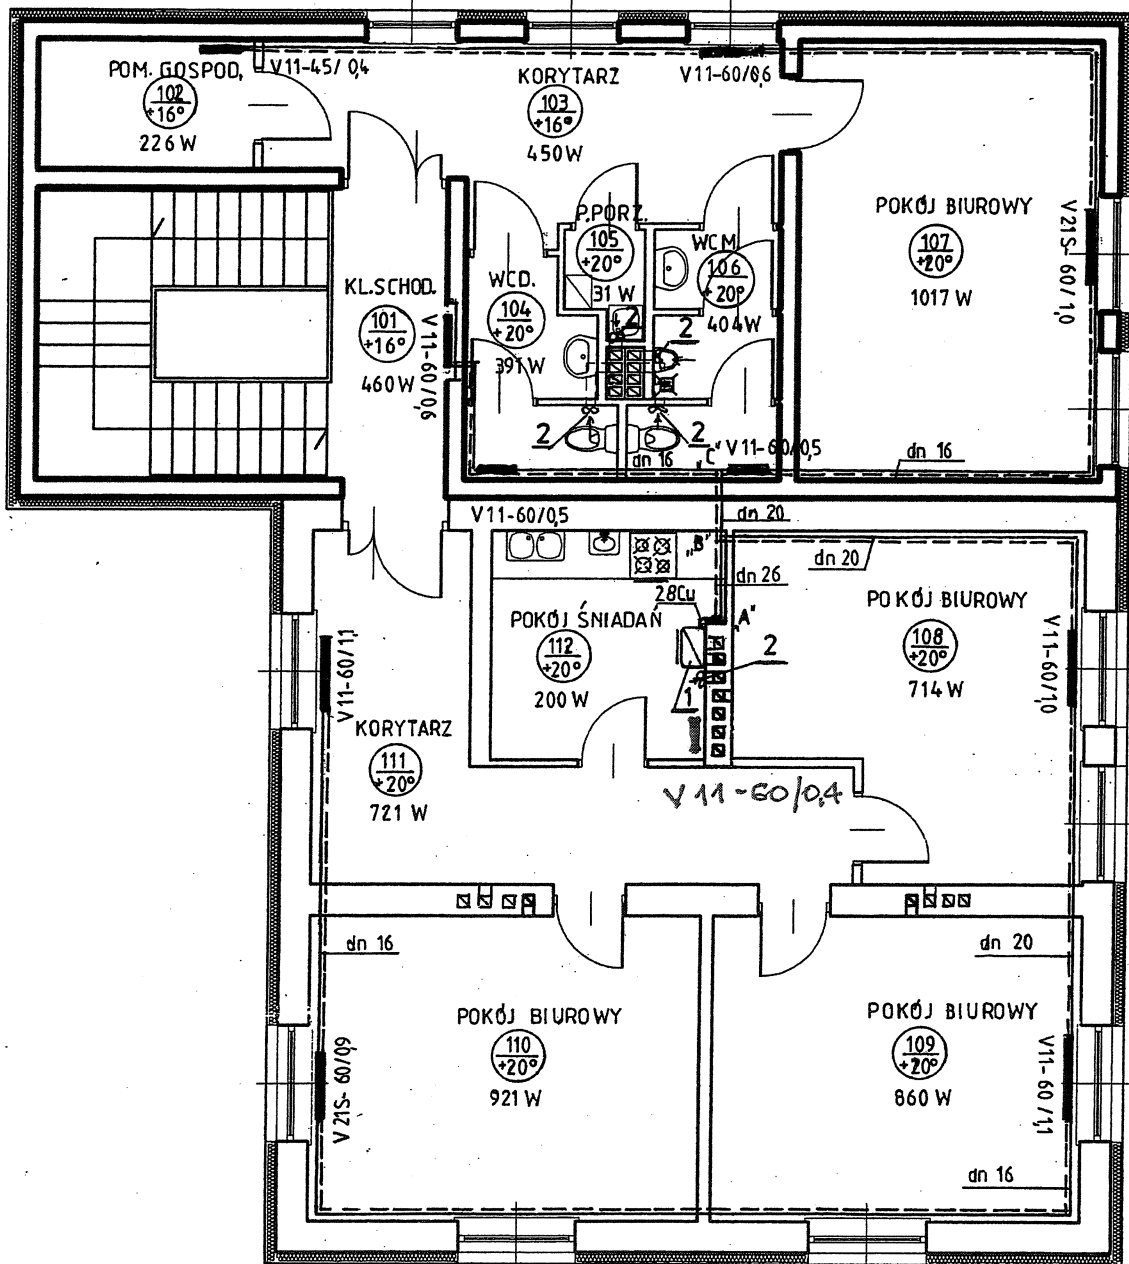 POM. GOSPOD.
102
+16°
226 W
V11-45/0,4
KORYTARZ
103
+16°
450 W
V11-60/0,6
POKÓJ BIUROWY
107
+20°
1017 W
V21S-60/1,0
P.PORZ.
105
+20°
31 W
WCM.
106
+20°
404W
WCD.
104
+20°
391W
KL.SCHOD.
101
+16°
460 W
V11-60/0,6
2
2
2
2
dn 16
"C"
V11-60/0,5
dn 16
V11-60/0,5
dn 20
"B"
dn 20
dn 26
28Cu
"A"
POKÓJ ŚNIADAŃ
112
+20°
200 W
1
2
POKÓJ BIUROWY
108
+20°
714 W
V11-60/1,0
V11-60/1,1
KORYTARZ
111
+20°
721 W
V11-60/0,4
dn 16
dn 20
POKÓJ BIUROWY
110
+20°
921 W
V21S-60/0,9
POKÓJ BIUROWY
109
+20°
860 W
V11-60/1,1
dn 16